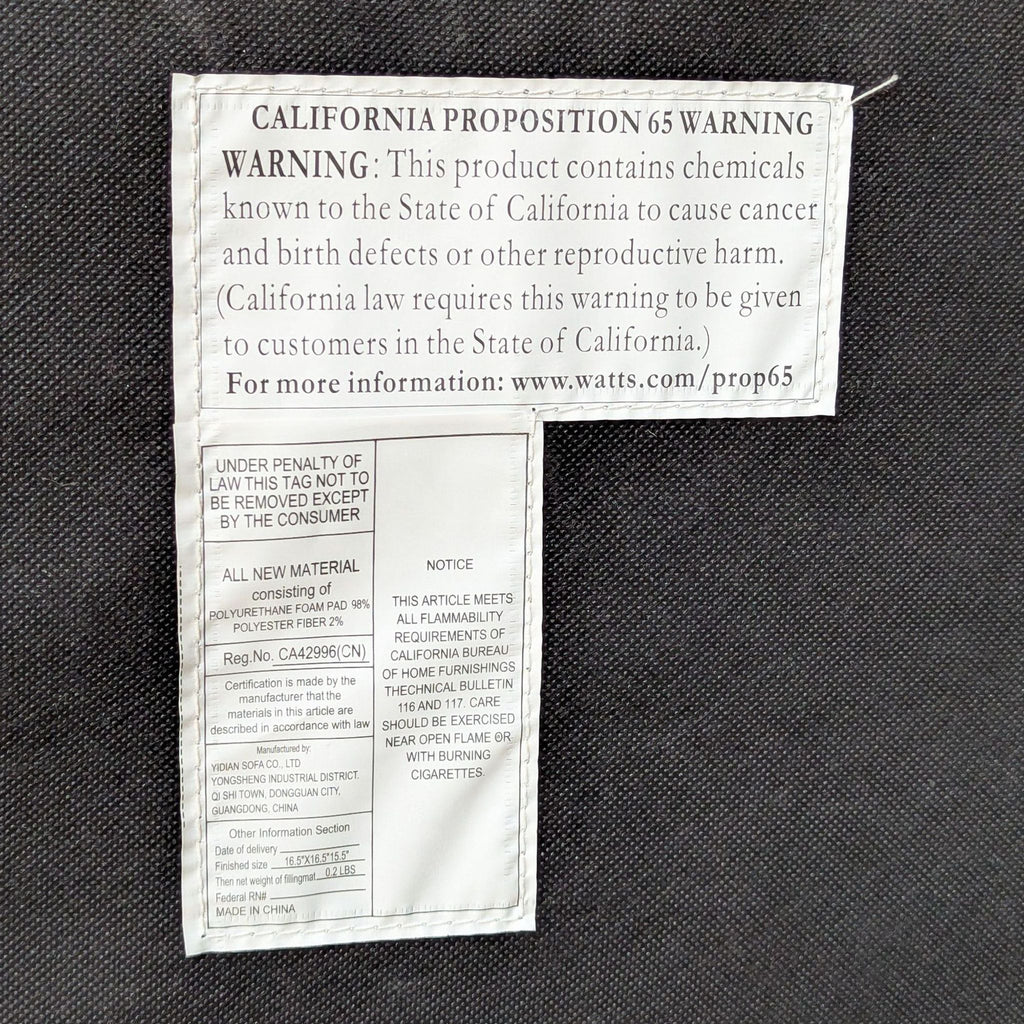 CALIFORNIA PROPOSITION 65 WARNING
WARNING: This product contains chemicals
known to the State of California to cause cancer
and birth defects or other reproductive harm.
(California law requires this warning to be given
to customers in the State of California.)
For more information: www.watts.com/prop65
UNDER PENALTY OF
LAW THIS TAG NOT TO
BE REMOVED EXCEPT
BY THE CONSUMER
ALL NEW MATERIAL
consisting of
POLYURETHANE FOAM PAD 98%
POLYESTER FIBER 2%
Reg.No. CA42996(CN)
Certification is made by the
manufacturer that the
materials in this article are
described in accordance with law
Manufactured by:
YIDIAN SOFA CO., LTD
YONGSHENG INDUSTRIAL DISTRICT.
QI SHI TOWN, DONGGUAN CITY,
GUANGDONG, CHINA
Other Information Section
Date of delivery
Finished size 16.5"X16.5"15.5"
Then net weight of fillingmat 0.2 LBS
Federal RN#
MADE IN CHINA
NOTICE
THIS ARTICLE MEETS
ALL FLAMMABILITY
REQUIREMENTS OF
CALIFORNIA BUREAU
OF HOME FURNISHINGS
THECHNICAL BULLETIN
116 AND 117. CARE
SHOULD BE EXERCISED
NEAR OPEN FLAME OR
WITH BURNING
CIGARETTES.